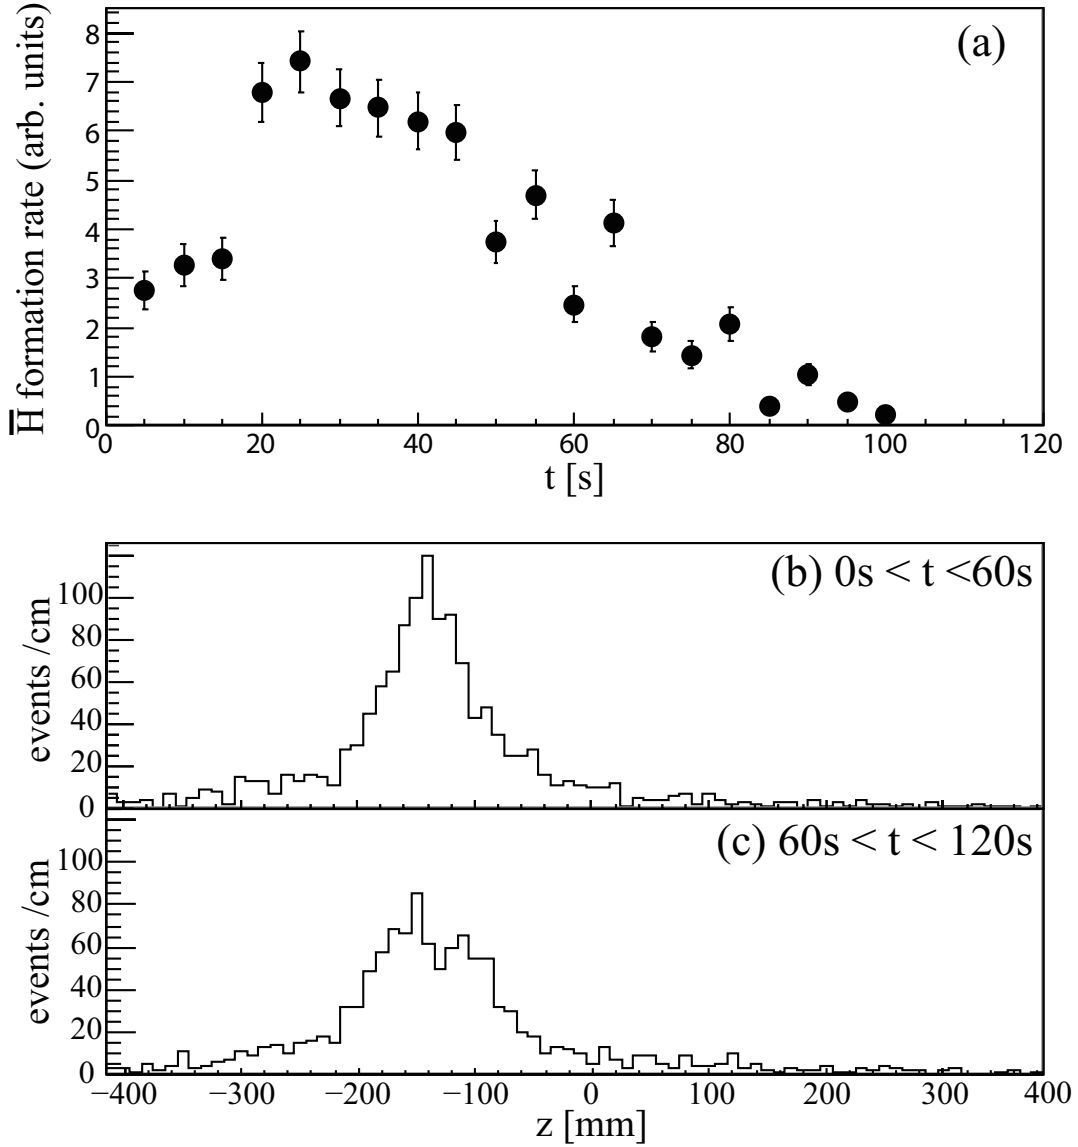 H̅ formation rate (arb. units)
(a)
8
7
6
5
4
3
2
1
0
0 20 40 60 80 100 120
t [s]
(b) 0s < t <60s
events /cm
100
80
60
40
20
0
(c) 60s < t < 120s
events /cm
100
80
60
40
20
0
−400 −300 −200 −100 0 100 200 300 400
z [mm]